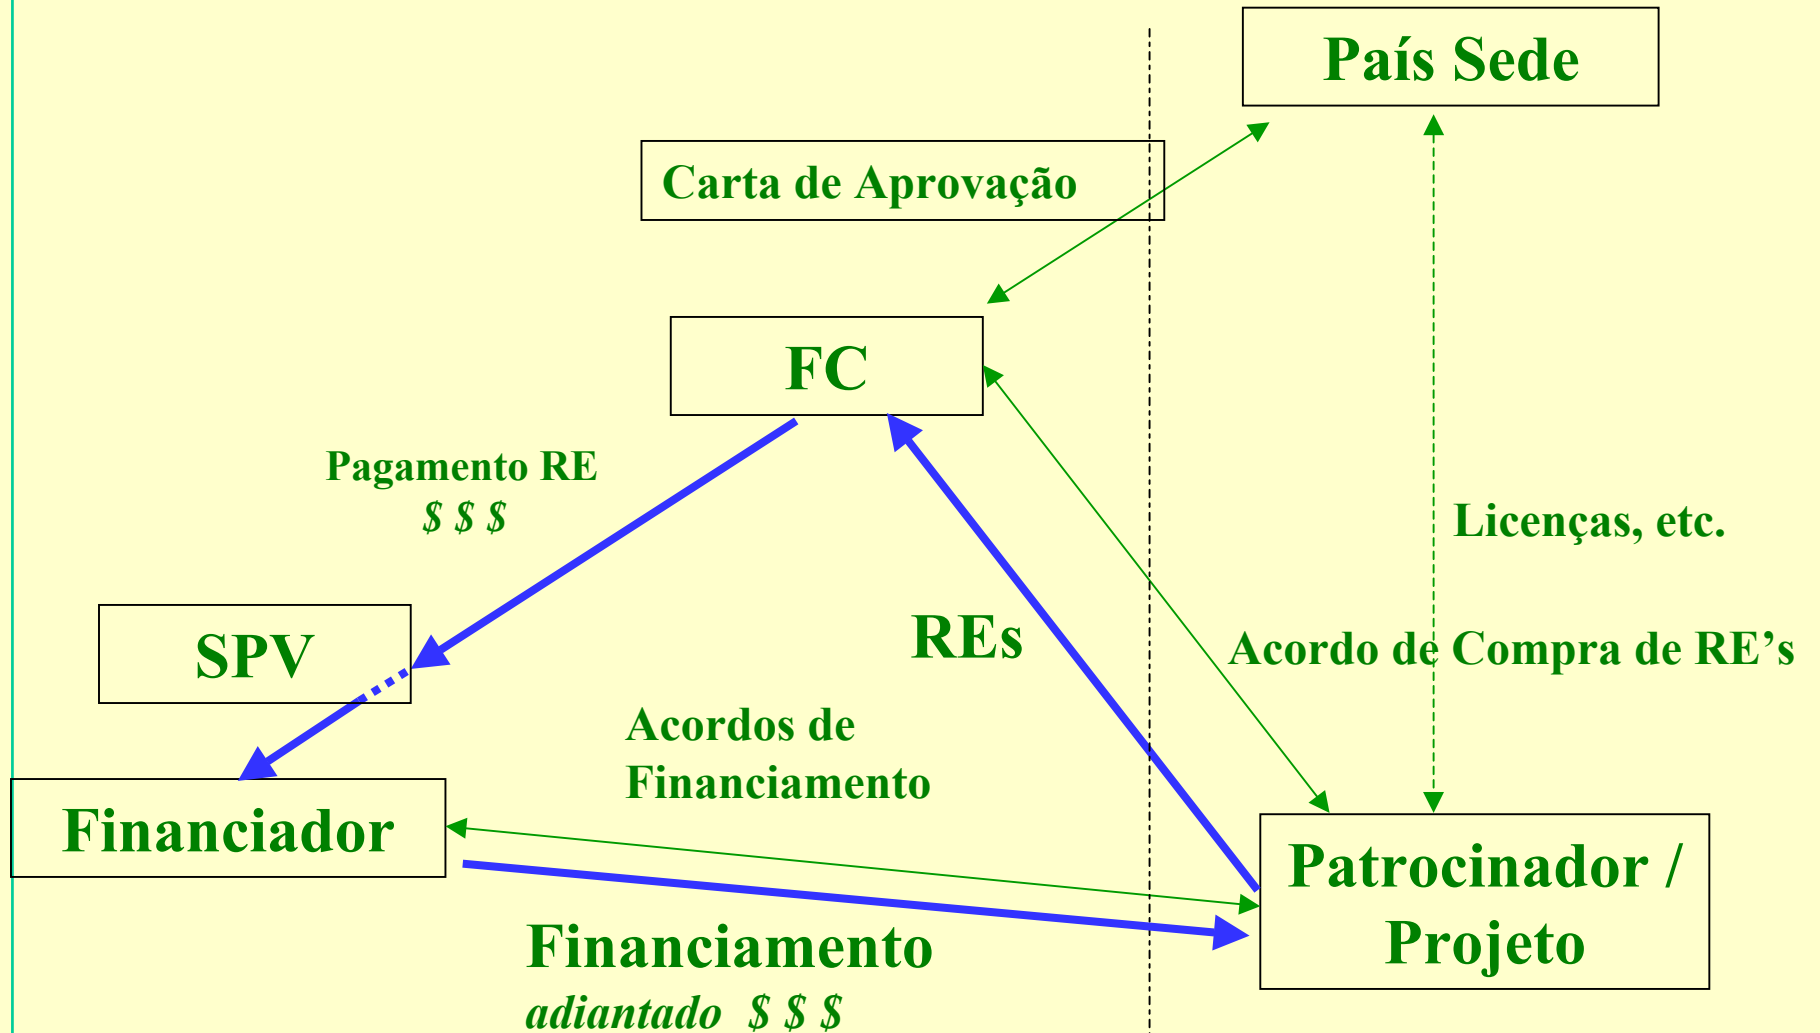 País Sede
Carta de Aprovação
FC
Pagamento RE
$ $ $
Licenças, etc.
SPV
REs
Acordo de Compra de RE’s
Acordos de
Financiamento
Financiador
Patrocinador /
Projeto
Financiamento
adiantado $ $ $